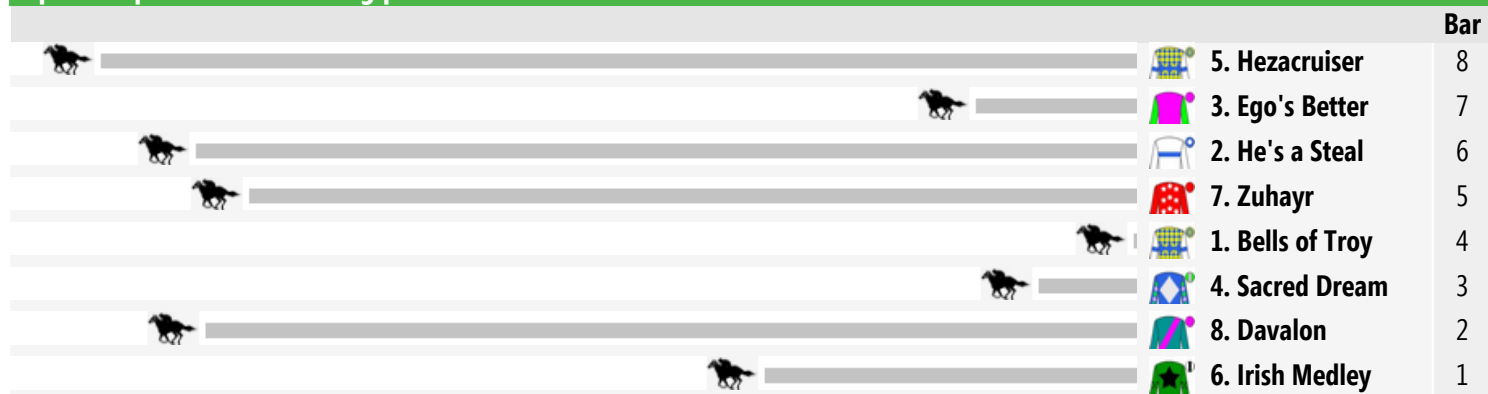 Bar
5. Hezacruiser 8
3. Ego's Better 7
2. He's a Steal 6
7. Zuhayr 5
1. Bells of Troy 4
4. Sacred Dream 3
8. Davalon 2
6. Irish Medley 1